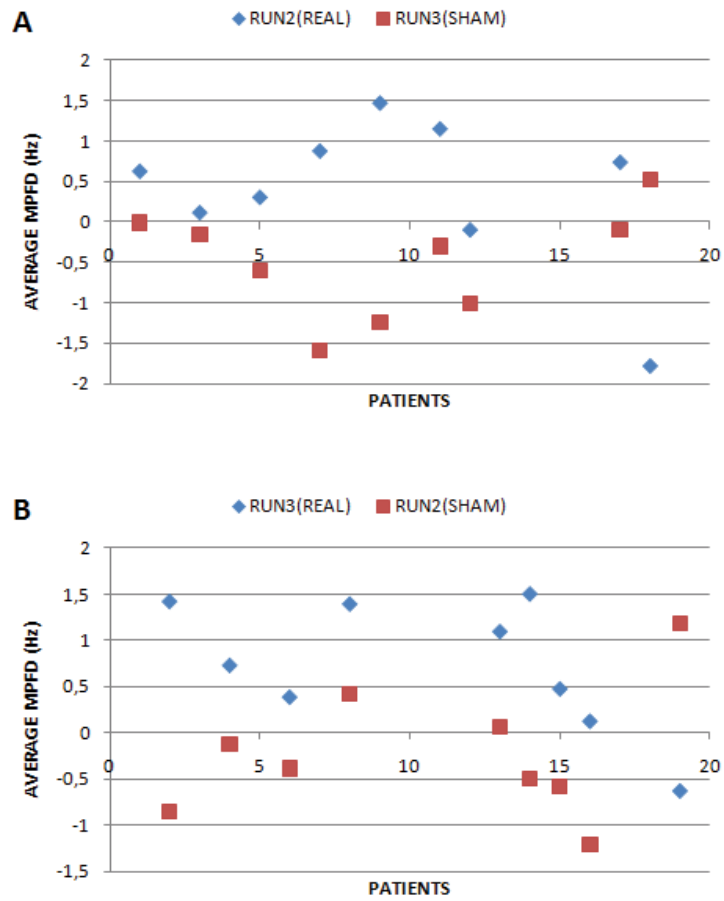 A
RUN2(REAL) RUN3(SHAM)
2
1,5
1
0,5
0
-0,5
-1
-1,5
-2
0 5 10 15 20
AVERAGE MPFD (Hz)
PATIENTS
B
RUN3(REAL) RUN2(SHAM)
2
1,5
1
0,5
0
-0,5
-1
-1,5
0 5 10 15 20
AVERAGE MPFD (Hz)
PATIENTS